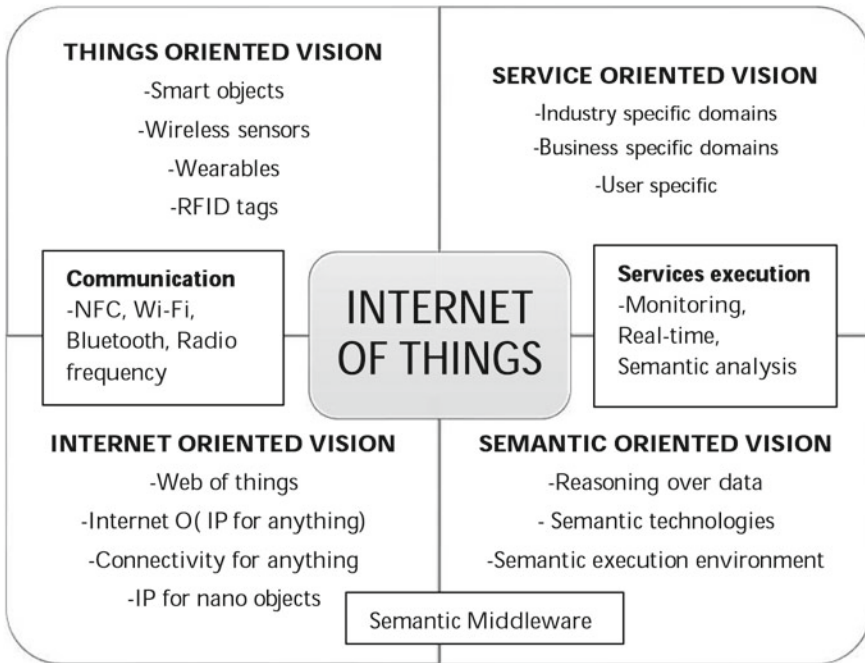 THINGS ORIENTED VISION
-Smart objects
-Wireless sensors
-Wearables
-RFID tags
SERVICE ORIENTED VISION
-Industry specific domains
-Business specific domains
-User specific
Communication
-NFC, Wi-Fi,
Bluetooth, Radio
frequency
INTERNET
OF THINGS
Services execution
-Monitoring,
Real-time,
Semantic analysis
INTERNET ORIENTED VISION
-Web of things
-Internet O( IP for anything)
-Connectivity for anything
-IP for nano objects
SEMANTIC ORIENTED VISION
-Reasoning over data
- Semantic technologies
-Semantic execution environment
Semantic Middleware